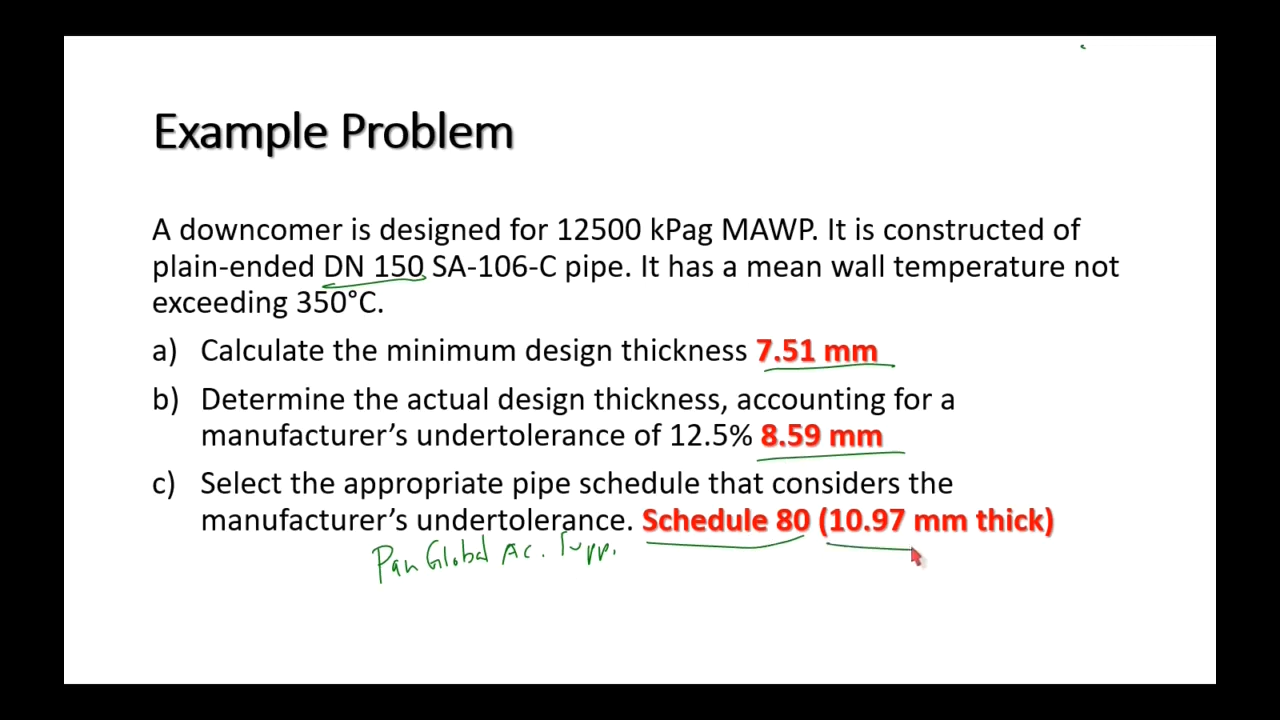 Example Problem
A downcomer is designed for 12500 kPag MAWP. It is constructed of
plain-ended DN 150 SA-106-C pipe. It has a mean wall temperature not
exceeding 350°C.
a) Calculate the minimum design thickness 7.51 mm
b) Determine the actual design thickness, accounting for a
manufacturer’s undertolerance of 12.5% 8.59 mm
c) Select the appropriate pipe schedule that considers the
manufacturer’s undertolerance. Schedule 80 (10.97 mm thick)
Pan Global Ac. Supp.